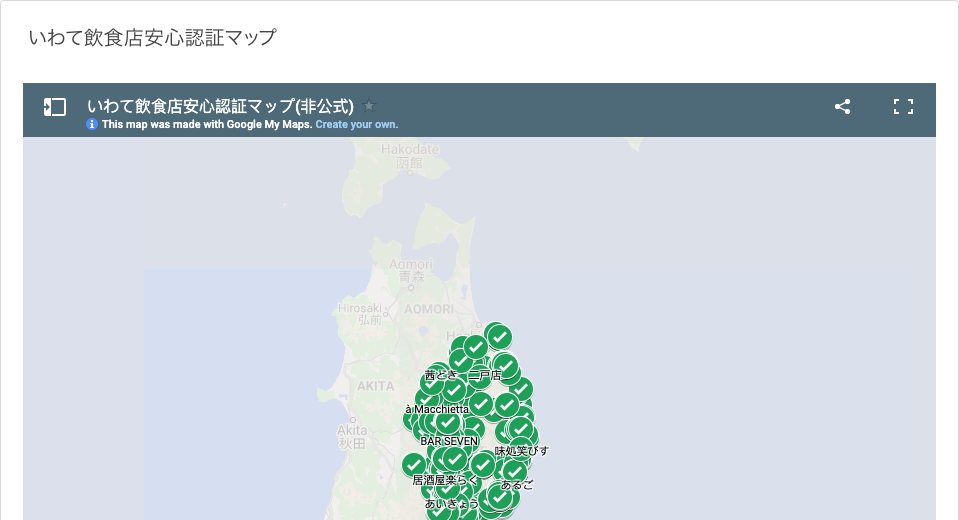 いわて飲食店安心認証マップ
いわて飲食店安心認証マップ(非公式)
This map was made with Google My Maps. Create your own.
Hakodate
函館
Aomori
青森
Hirosaki
弘前
AOMORI
茜どき
二戸店
AKITA
à Macchietta
Akita
秋田
BAR SEVEN
味処笑びす
居酒屋楽らく
あるご
あいきょう